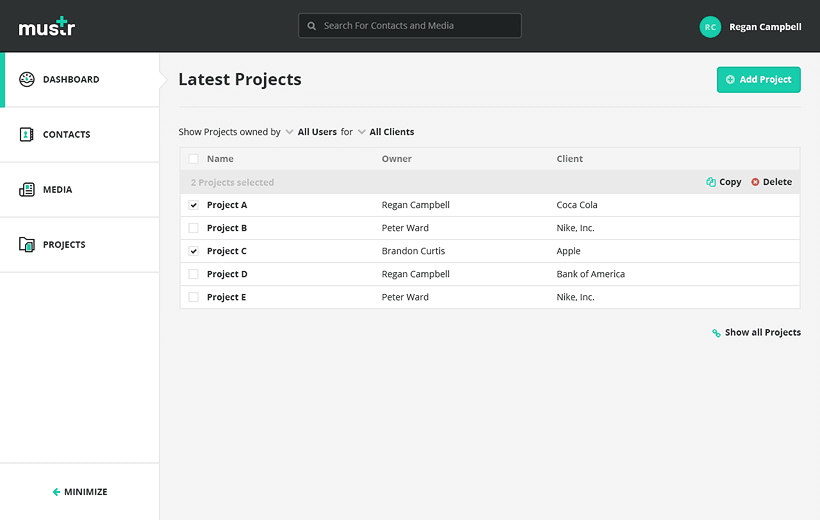 mustr
Search For Contacts and Media
RC Regan Campbell
DASHBOARD
CONTACTS
MEDIA
PROJECTS
MINIMIZE
Latest Projects
Add Project
Show Projects owned by All Users for All Clients
Name Owner Client
2 Projects selected Copy Delete
Project A Regan Campbell Coca Cola
Project B Peter Ward Nike, Inc.
Project C Brandon Curtis Apple
Project D Regan Campbell Bank of America
Project E Peter Ward Nike, Inc.
Show all Projects